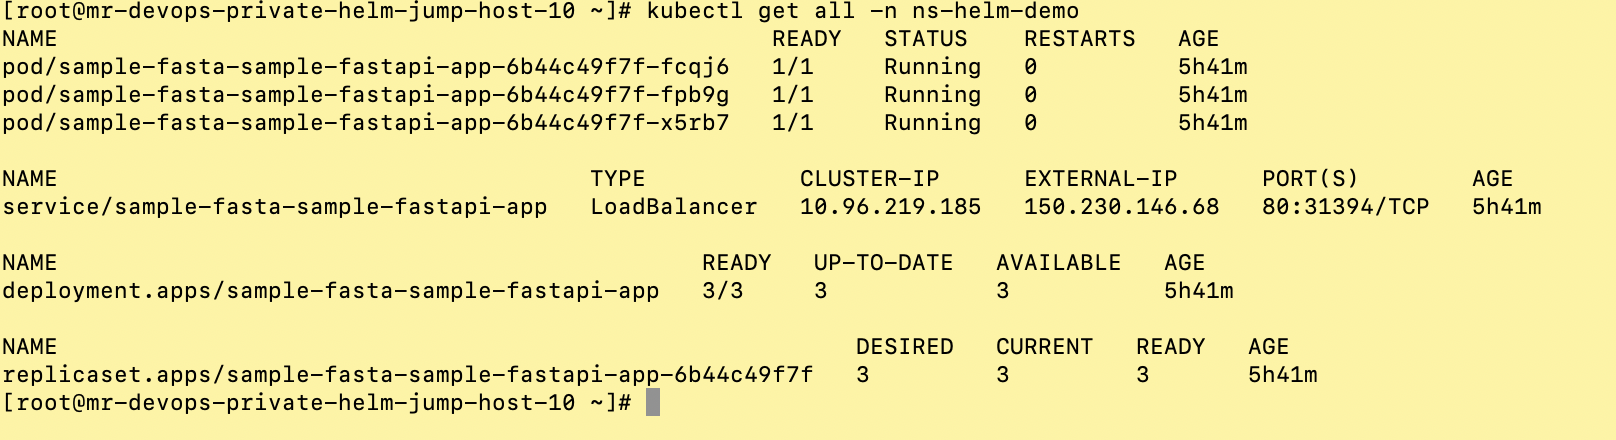 [root@mr-devops-private-helm-jump-host-10 ~]# kubectl get all -n ns-helm-demo
NAME READY STATUS RESTARTS AGE
pod/sample-fasta-sample-fastapi-app-6b44c49f7f-fcqj6 1/1 Running 0 5h41m
pod/sample-fasta-sample-fastapi-app-6b44c49f7f-fpb9g 1/1 Running 0 5h41m
pod/sample-fasta-sample-fastapi-app-6b44c49f7f-x5rb7 1/1 Running 0 5h41m
NAME TYPE CLUSTER-IP EXTERNAL-IP PORT(S) AGE
service/sample-fasta-sample-fastapi-app LoadBalancer 10.96.219.185 150.230.146.68 80:31394/TCP 5h41m
NAME READY UP-TO-DATE AVAILABLE AGE
deployment.apps/sample-fasta-sample-fastapi-app 3/3 3 3 5h41m
NAME DESIRED CURRENT READY AGE
replicaset.apps/sample-fasta-sample-fastapi-app-6b44c49f7f 3 3 3 5h41m
[root@mr-devops-private-helm-jump-host-10 ~]#